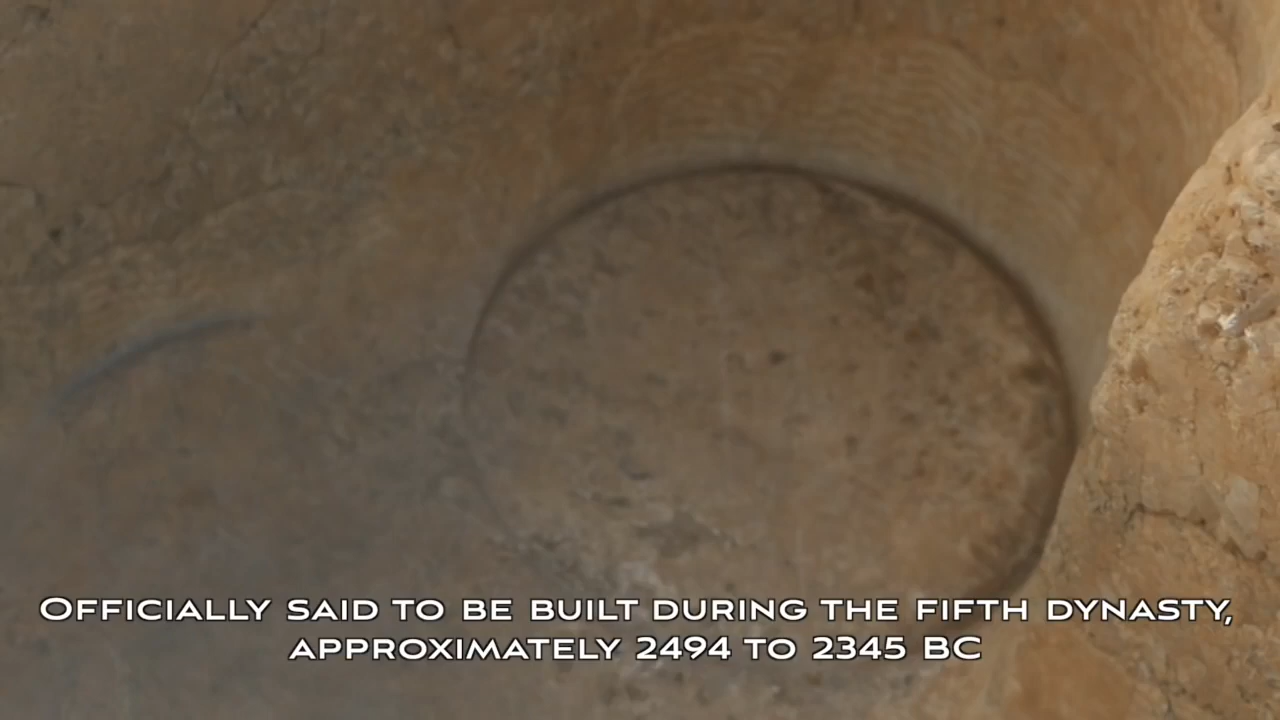 Officially said to be built during the Fifth Dynasty,
approximately 2494 to 2345 BC